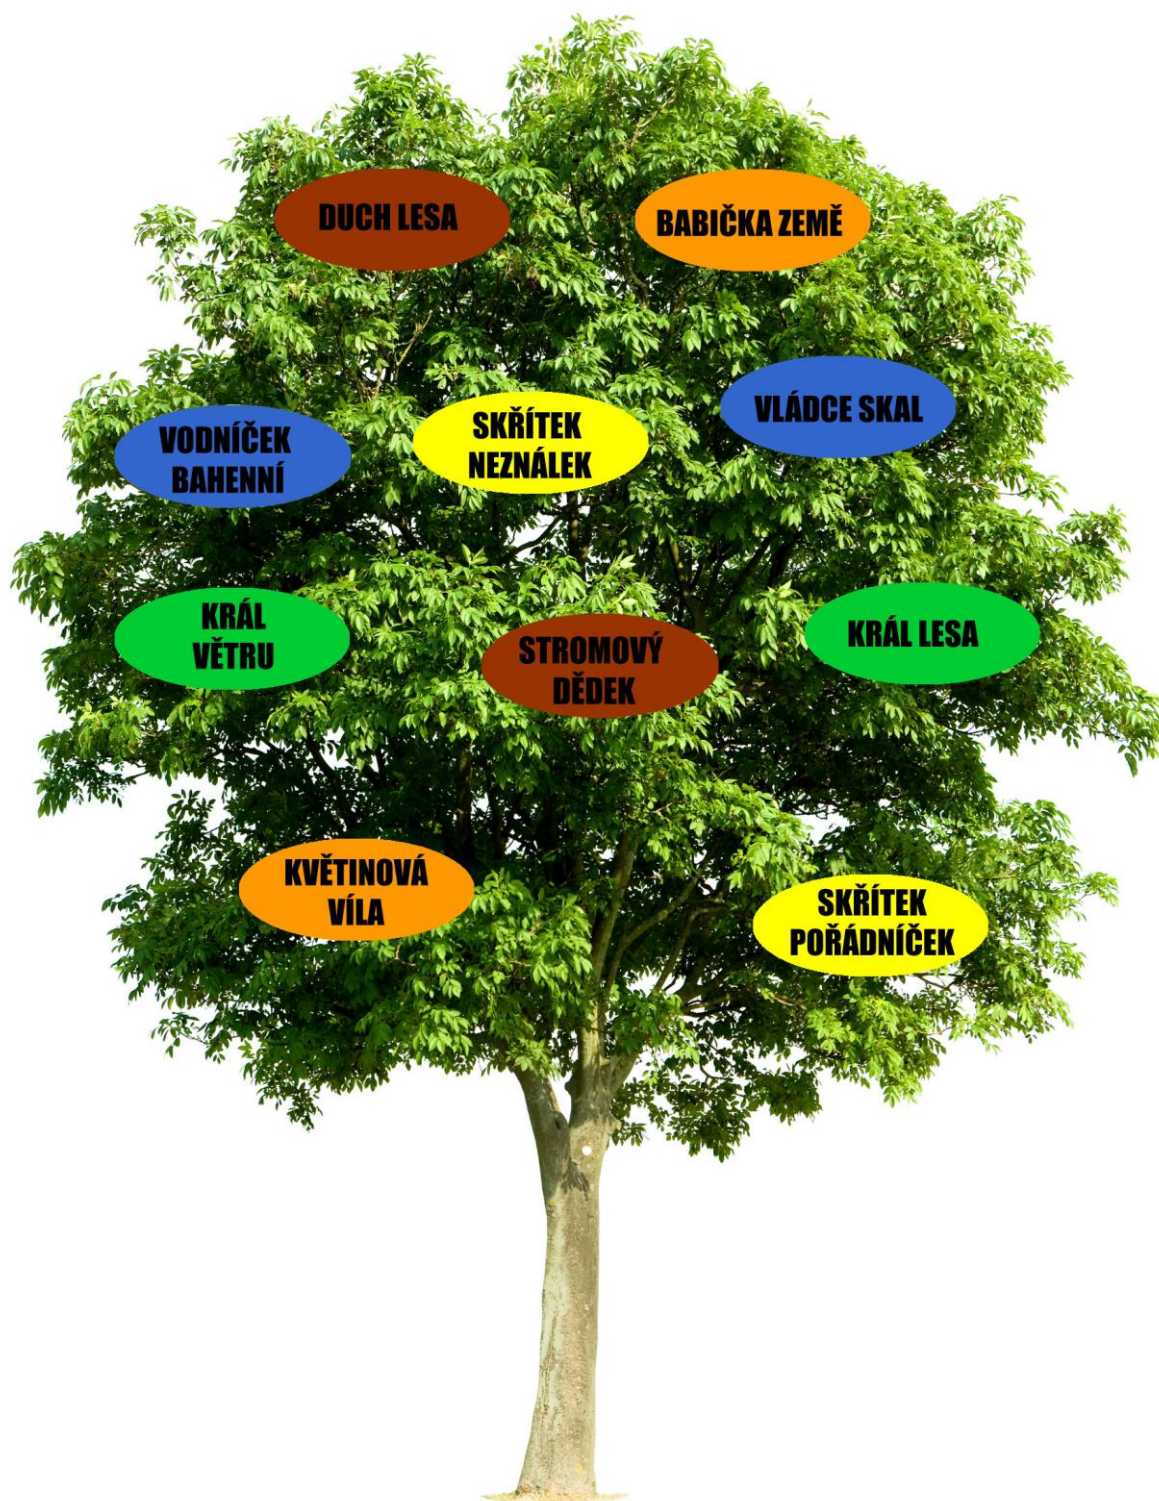 DUCH LESA
BABIČKA ZEMĚ
VLÁDCE SKAL
VODNÍČEK
BAHENNÍ
SKŘÍTEK
NEZNÁLEK
KRÁL
VĚTRU
STROMOVÝ
DĚDEK
KRÁL LESA
KVĚTINOVÁ
VÍLA
SKŘÍTEK
POŘÁDNÍČEK